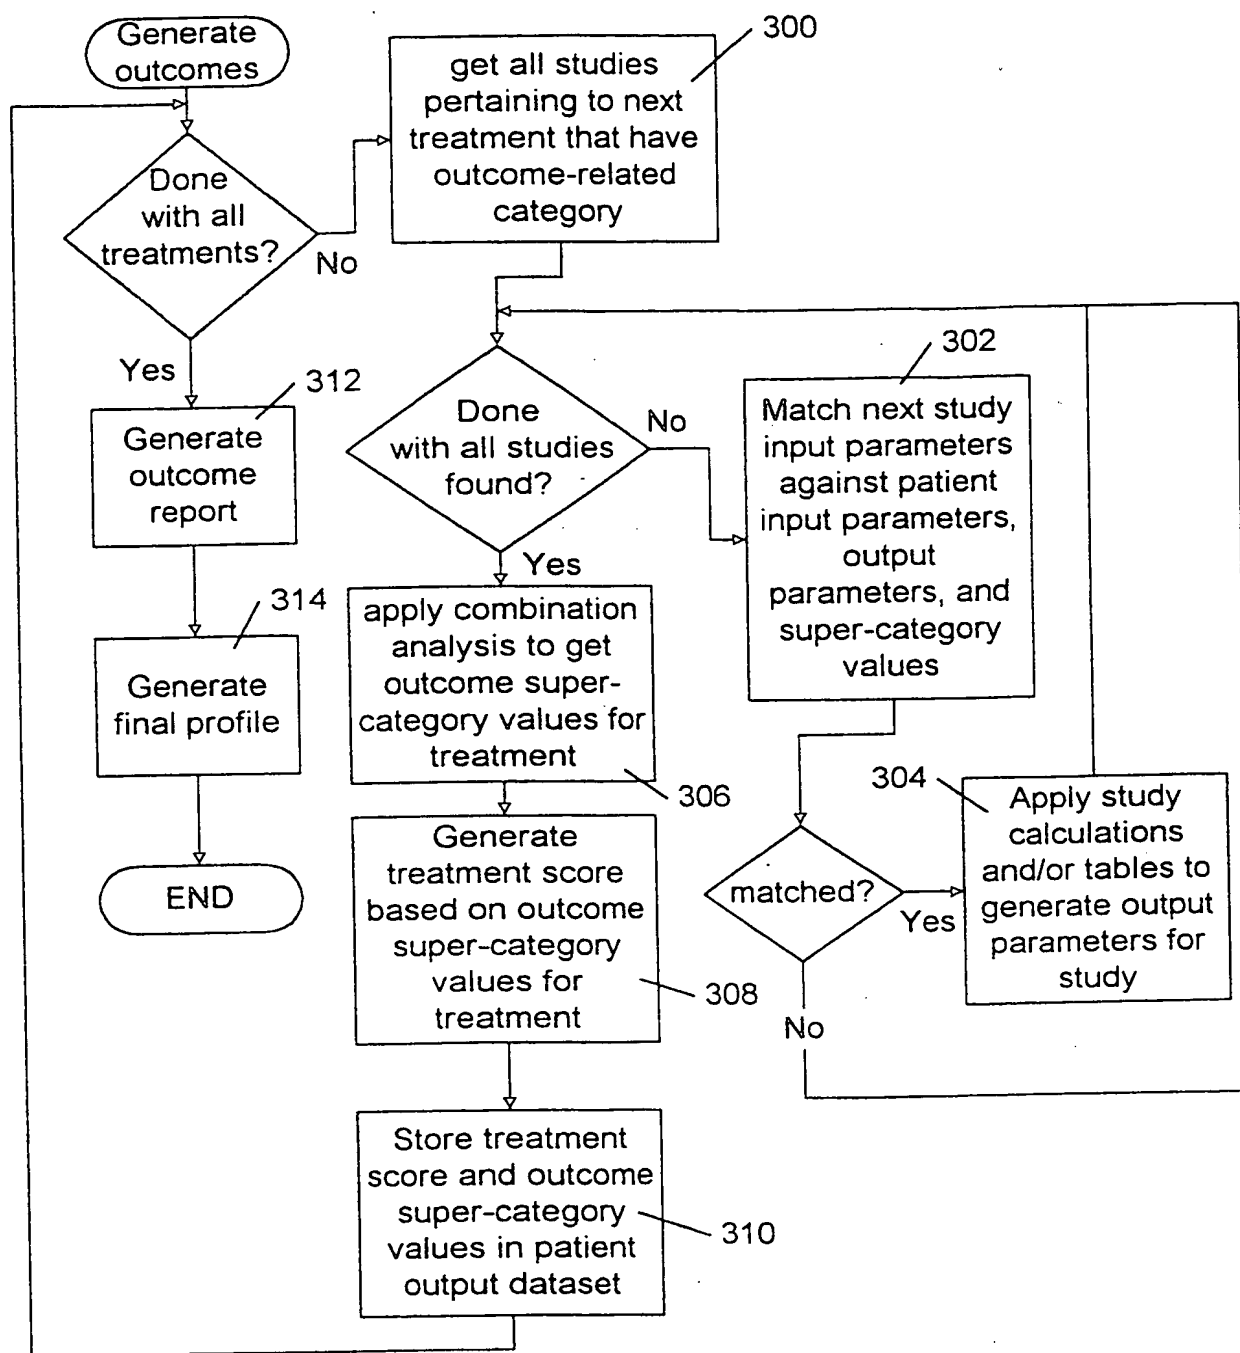 Generate
outcomes
300
get all studies
pertaining to next
treatment that have
outcome-related
category
Done
with all
treatments?
No
Yes
312
Generate
outcome
report
314
Generate
final profile
END
Done
with all studies
found?
No
Yes
302
Match next study
input parameters
against patient
input parameters,
output
parameters, and
super-category
values
matched?
Yes
No
304
Apply study
calculations
and/or tables to
generate output
parameters for
study
apply combination
analysis to get
outcome super-
category values for
treatment
306
Generate
treatment score
based on outcome
super-category
values for
treatment
308
Store treatment
score and outcome
super-category
values in patient
output dataset
310